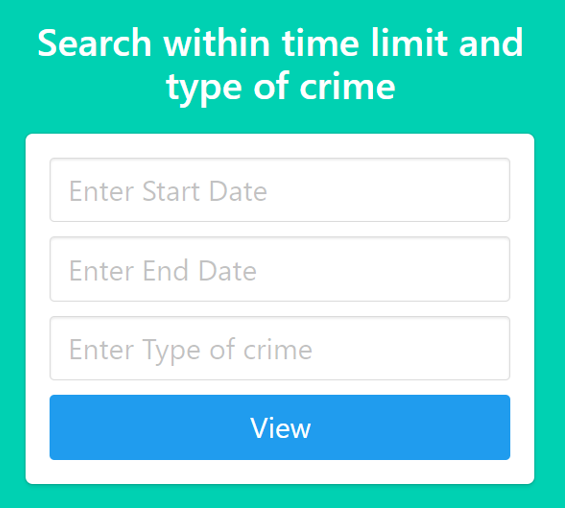 Search within time limit and
type of crime
Enter Start Date
Enter End Date
Enter Type of crime
View